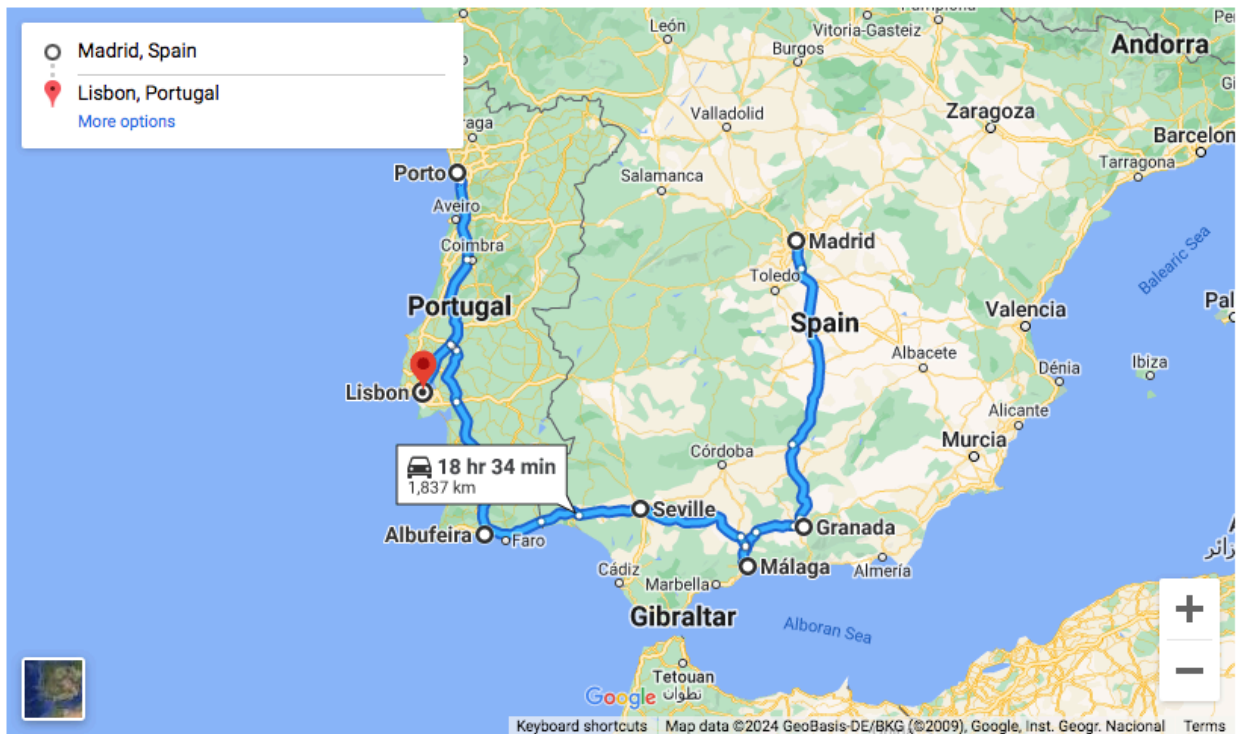 Madrid, Spain
Lisbon, Portugal
More options
León
Vitoria-Gasteiz
Burgos
Andorra
Valladolid
Zaragoza
Tarragona
Salamanca
Porto
Aveiro
Coimbra
Madrid
Toledo
Balearic Sea
Portugal
Spain
Valencia
Albacete
Dénia
Ibiza
Lisbon
Alicante
Murcia
Córdoba
18 hr 34 min
1,837 km
Seville
Granada
Albufeira
Faro
Málaga
Almería
Cádiz
Marbella
Gibraltar
Alboran Sea
Tetouan
تطوان
Google
Keyboard shortcuts
Map data ©2024 GeoBasis-DE/BKG (©2009), Google, Inst. Geogr. Nacional
Terms